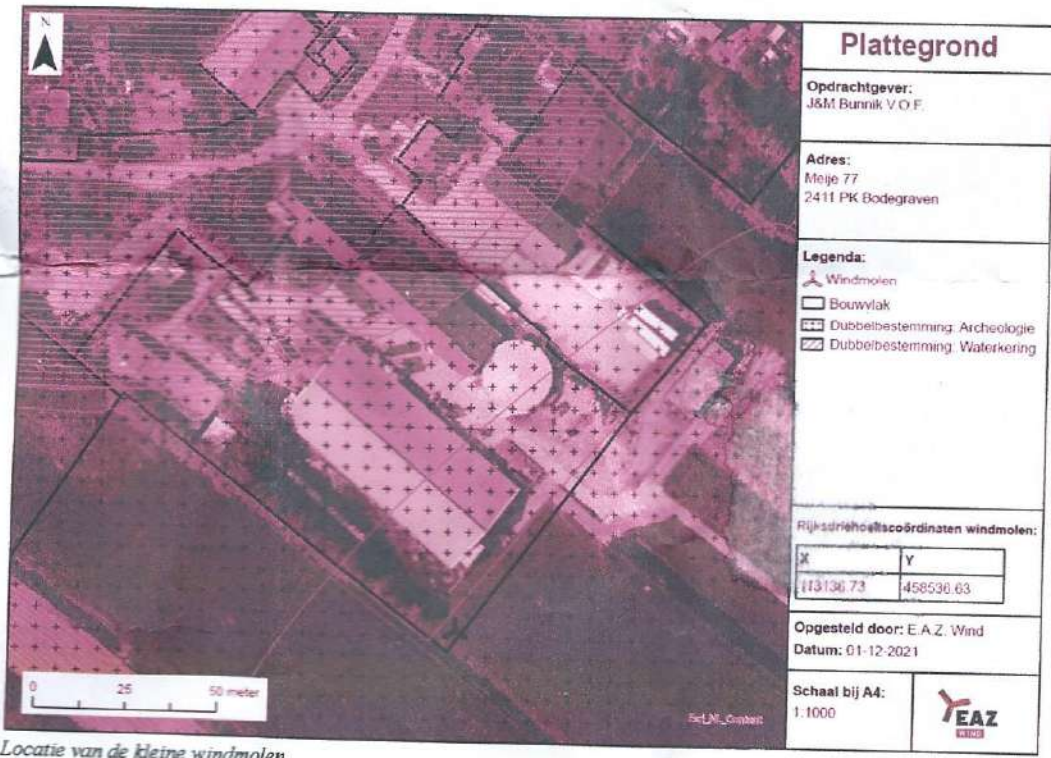 N
Plattegrond
Opdrachtgever:
J&M Bunnik V.O.F.
Adres:
Meije 77
2411 PK Bodegraven
Legenda:
Windmolen
Bouwvlak
Dubbelbestemming: Archeologie
Dubbelbestemming: Waterkering
Rijksdriehoekscoördinaten windmolen:
X Y
113136.73 458536.63
Opgesteld door: E.A.Z. Wind
Datum: 01-12-2021
Schaal bij A4:
1:1000
EAZ
WIND
0 25 50 meter
Locatie van de kleine windmolen